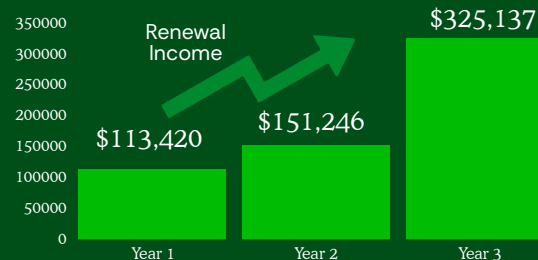 350000
300000
250000
200000
150000
100000
50000
0
Renewal
Income
$113,420
$151,246
$325,137
Year 1
Year 2
Year 3